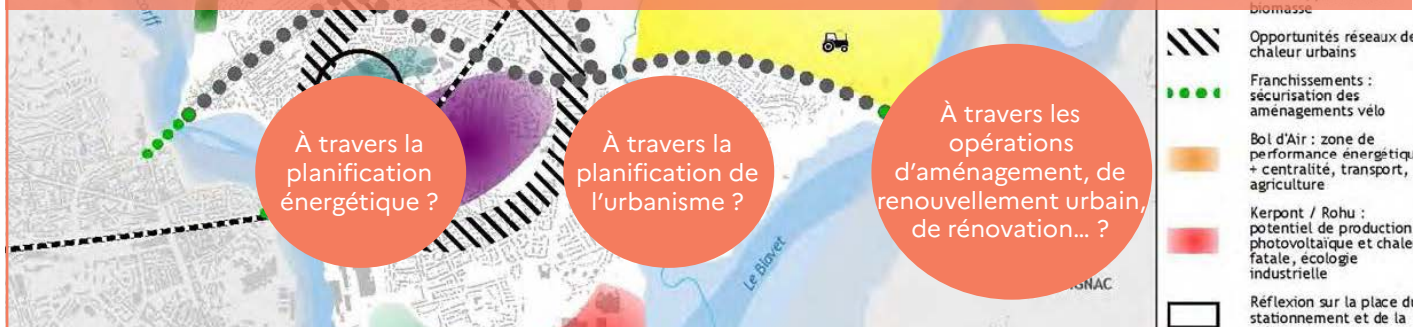 biomasse
Opportunités réseaux de
chaleur urbains
Franchissements :
sécurisation des
aménagements vélo
Bol d'Air : zone de
performance énergétiqu
+ centralité, transport,
agriculture
Kerpont / Rohu :
potentiel de production
photovoltaïque et chale
fatale, écologie
industrielle
Réflexion sur la place du
stationnement et de la
À travers la
planification
énergétique ?
À travers la
planification de
l'urbanisme ?
À travers les
opérations
d'aménagement, de
renouvellement urbain,
de rénovation... ?
Le Blavet
GNAC